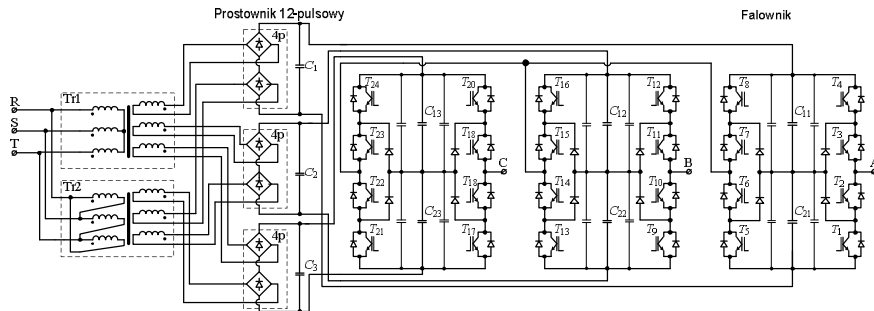 Prostownik 12-pulsowy
Falownik
4p
C1
R
S
T
Tr1
Tr2
4p
C2
4p
C3
T24
T20
C13
T23
T18
T22
T18
C
C23
T21
T17
T16
T12
C12
T15
T11
T14
T10
B
C22
T13
T9
T8
T4
C11
T7
T3
T6
T2
A
C21
T5
T1